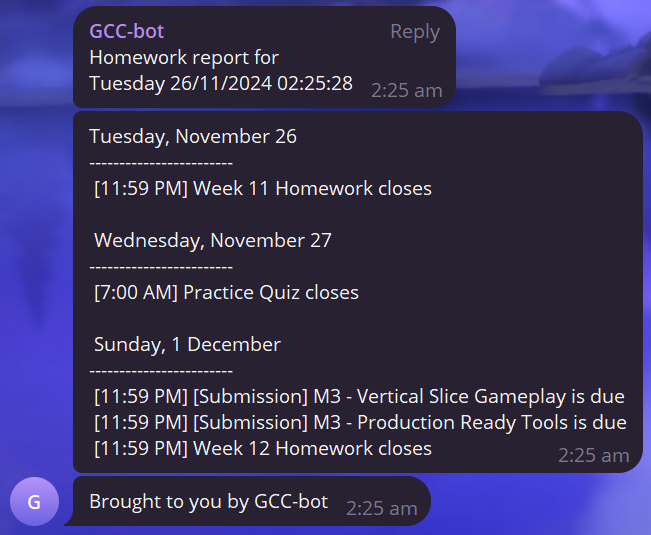 GCC-bot Reply
Homework report for
Tuesday 26/11/2024 02:25:28 2:25 am
Tuesday, November 26
------------------------
[11:59 PM] Week 11 Homework closes
Wednesday, November 27
------------------------
[7:00 AM] Practice Quiz closes
Sunday, 1 December
------------------------
[11:59 PM] [Submission] M3 - Vertical Slice Gameplay is due
[11:59 PM] [Submission] M3 - Production Ready Tools is due
[11:59 PM] Week 12 Homework closes 2:25 am
G Brought to you by GCC-bot 2:25 am